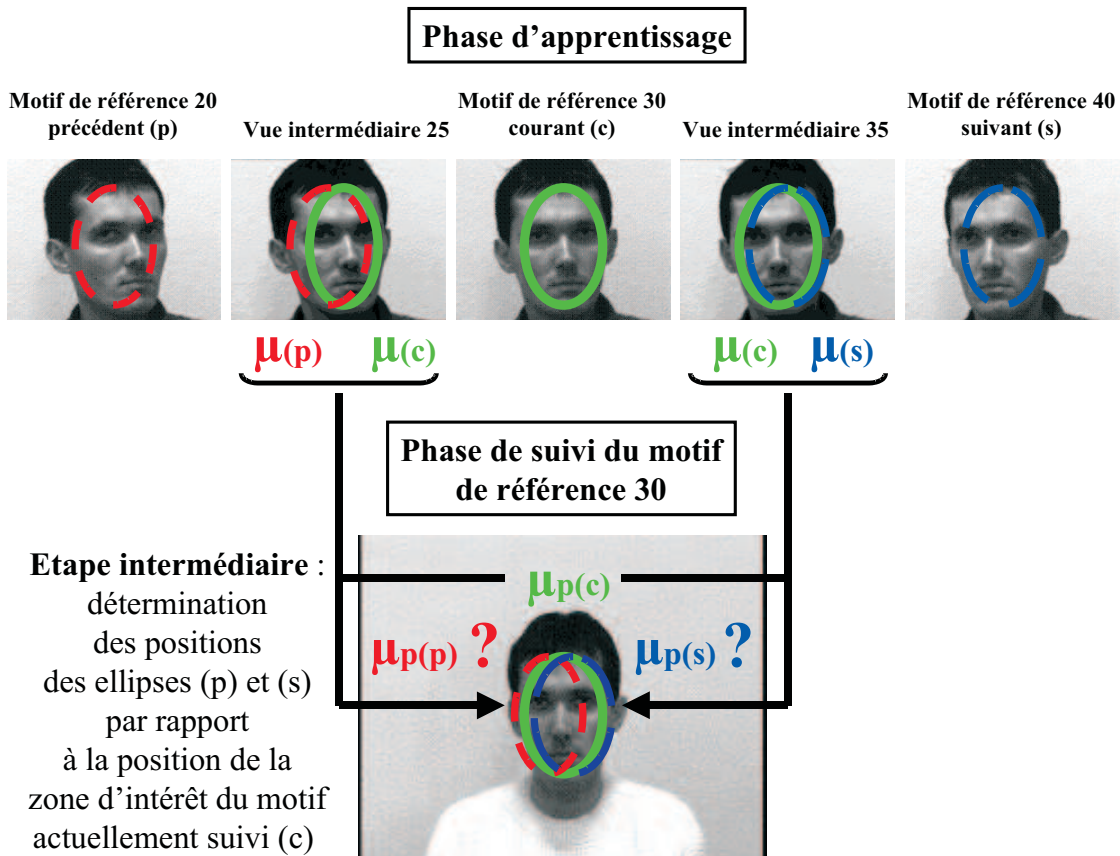 Phase d'apprentissage
Motif de référence 20
précédent (p)
Vue intermédiaire 25
Motif de référence 30
courant (c)
Vue intermédiaire 35
Motif de référence 40
suivant (s)
μ(p) μ(c)
μ(c) μ(s)
Phase de suivi du motif
de référence 30
Etape intermédiaire :
détermination
des positions
des ellipses (p) et (s)
par rapport
à la position de la
zone d'intérêt du motif
actuellement suivi (c)
μp(c)
μp(p) ?
μp(s) ?